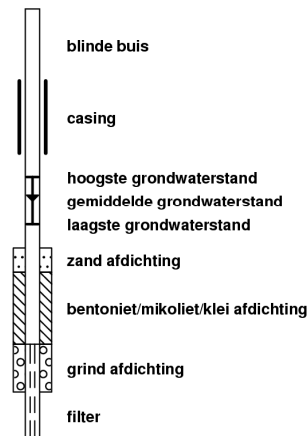 blinde buis
casing
hoogste grondwaterstand
gemiddelde grondwaterstand
laagste grondwaterstand
zand afdichting
bentoniet/mikoliet/klei afdichting
grind afdichting
filter